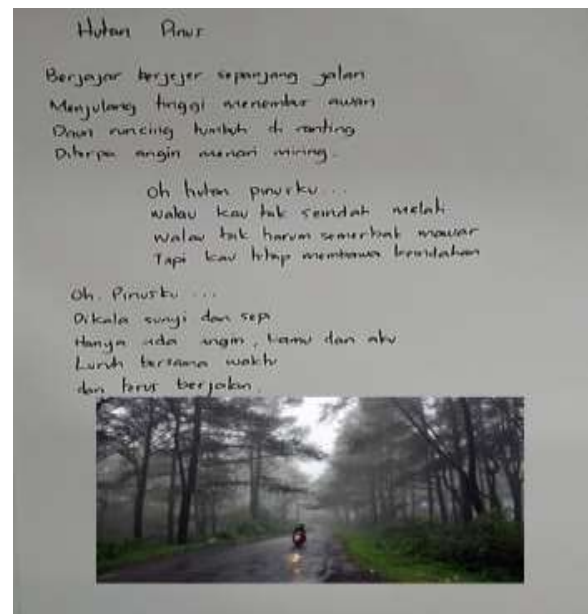 Hutan Pinus
Berjajar berjejer sepanjang jalan
Menjulang tinggi menembus awan
Daun runcing tumbuh di ranting
Diterpa angin menari miring.
Oh hutan pinusku...
Walau kau tak seindah melati
Walau tak harum semerbak mawar
Tapi kau tetap membawa keindahan
Oh. Pinusku ...
Dikala sunyi dan sepi
Hanya ada angin, kamu dan aku
Luruh bersama waktu
dan terus berjalan.